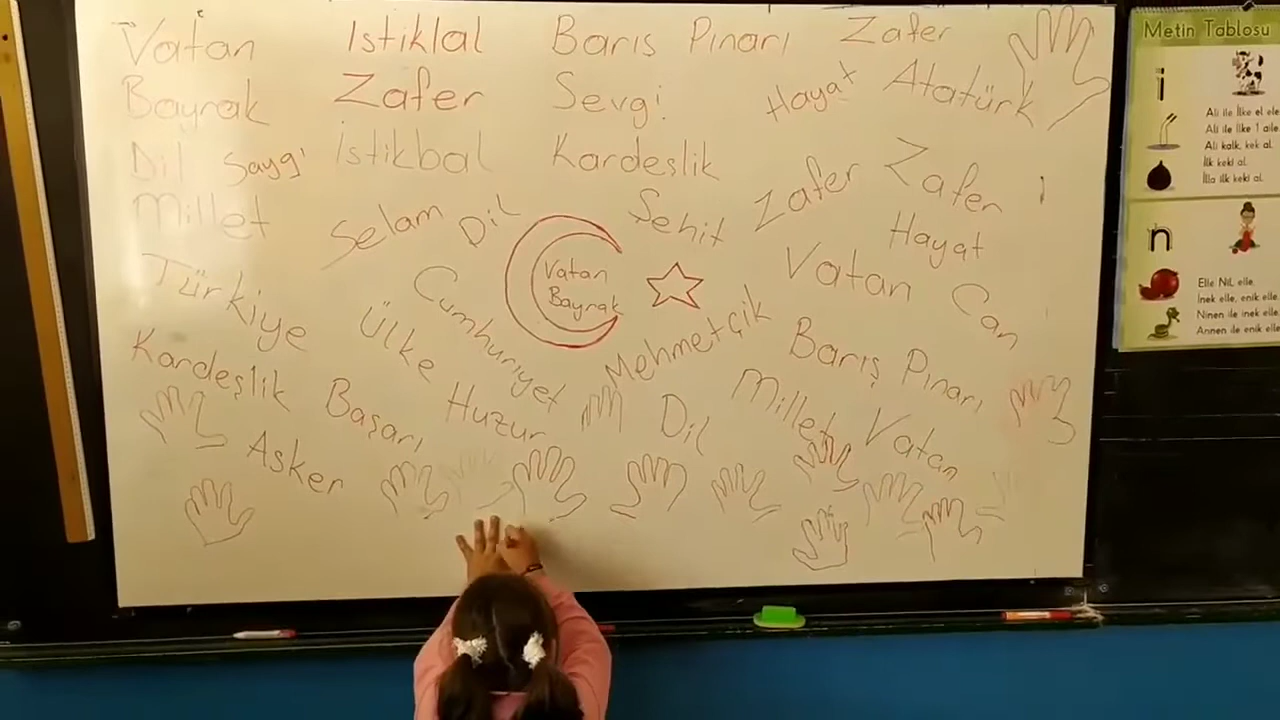 Vatan Istiklal Barıs Pınarı Zafer
Bayrak Zafer Sevgi Hayat Atatürk
Dil Saygı İstikbal Kardeşlik
Millet Selam Dil Şehit Zafer Zafer
Hayat
Türkiye Cumhuriyet Vatan Bayrak Vatan Can
Kardeşlik Ülke Mehmetçik Barış Pınarı
Başarı Huzur Dil Millet Vatan
Asker
Metin Tablosu
i
Ali ile İlke el ele.
Ali ile İlke 1 aile.
Ali kalk, kek al.
İlk keki al.
İlla ilk keki al.
n
Elle Nil, elle.
İnek elle, enik elle.
Ninen ile inek elle.
Annen ile enik elle.